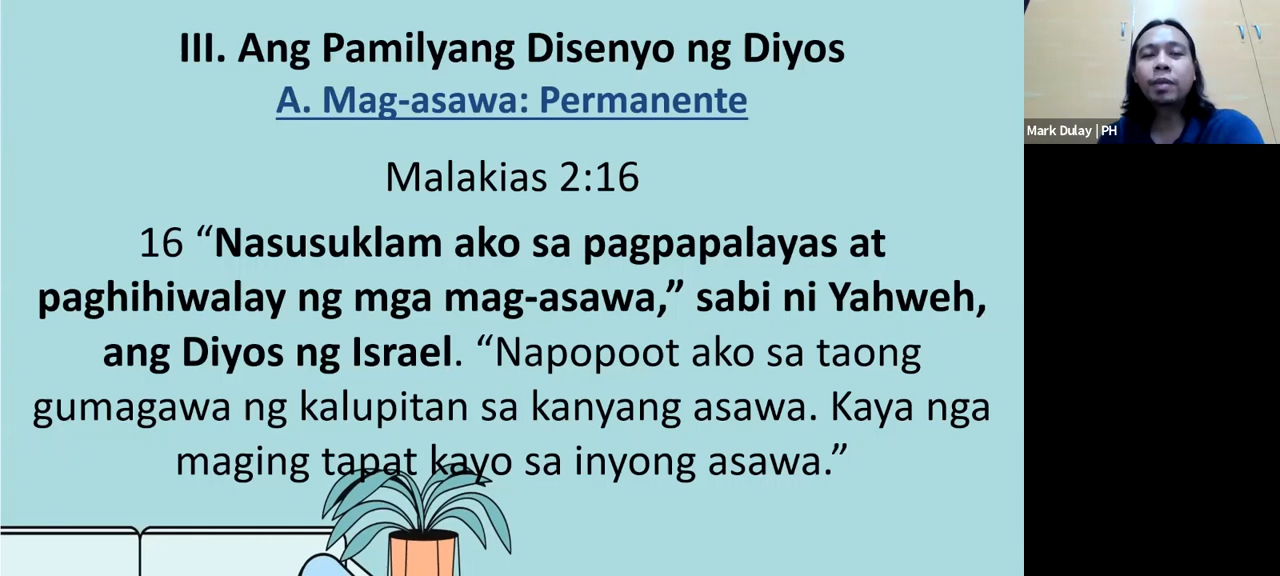 III. Ang Pamilyang Disenyo ng Diyos
A. Mag-asawa: Permanente
Malakias 2:16
16 “Nasusuklam ako sa pagpapalayas at
paghihiwalay ng mga mag-asawa,” sabi ni Yahweh,
ang Diyos ng Israel. “Napopoot ako sa taong
gumagawa ng kalupitan sa kanyang asawa. Kaya nga
maging tapat kayo sa inyong asawa.”
Mark Dulay | PH